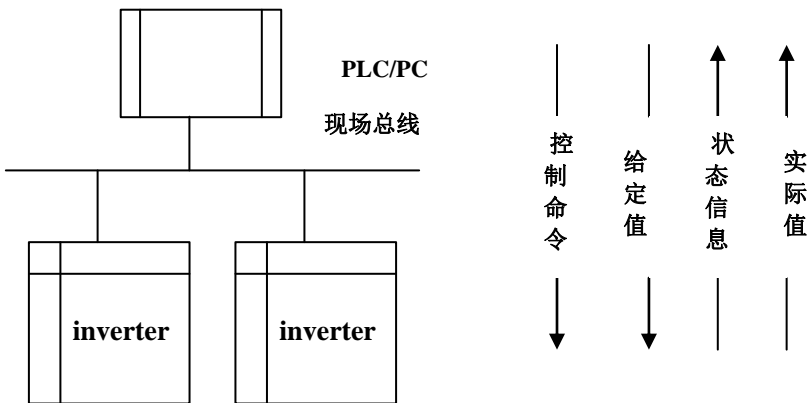 PLC/PC
现场总线
inverter
inverter
控制命令
给定值
状态信息
实际值